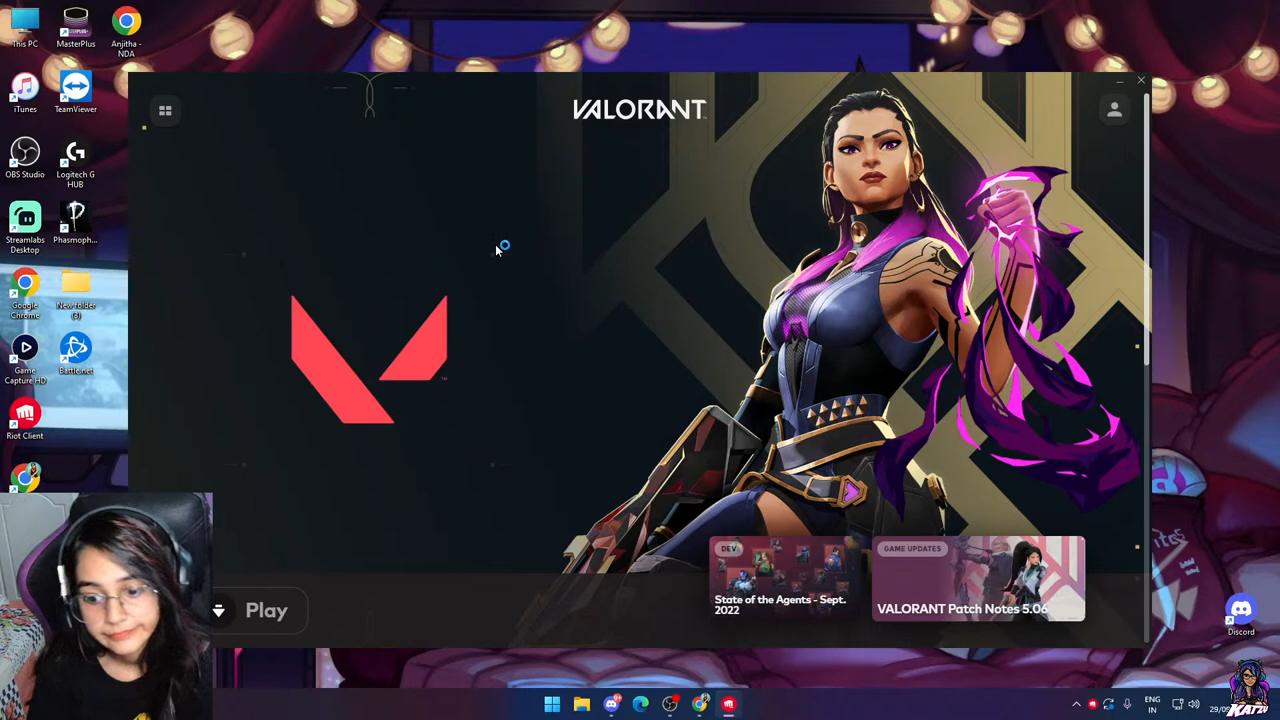 This PC
MasterPlus
Anjitha -
NDA
iTunes
TeamViewer
OBS Studio
Logitech G
HUB
Streamlabs
Desktop
Phasmoph...
Google
Chrome
New folder
(3)
Game
Capture HD
Battle.net
Riot Client
VALORANT
DEV
State of the Agents - Sept.
2022
GAME UPDATES
VALORANT Patch Notes 5.06
Play
Discord
ENG
IN
KATZU